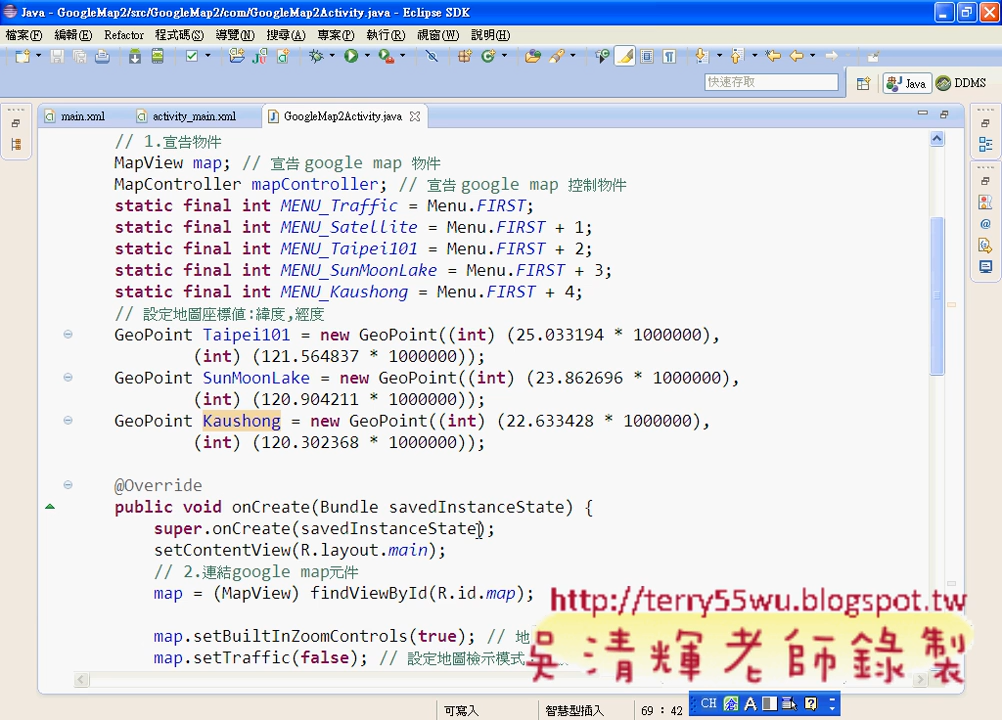 Java - GoogleMap2/src/GoogleMap2/com/GoogleMap2Activity.java - Eclipse SDK
檔案(F) 編輯(E) Refactor 程式碼(S) 導覽(N) 搜尋(A) 專案(P) 執行(R) 視窗(W) 說明(H)
快速存取 Java DDMS
main.xml activity_main.xml GoogleMap2Activity.java
// 1.宣告物件
MapView map; // 宣告 google map 物件
MapController mapController; // 宣告 google map 控制物件
static final int MENU_Traffic = Menu.FIRST;
static final int MENU_Satellite = Menu.FIRST + 1;
static final int MENU_Taipei101 = Menu.FIRST + 2;
static final int MENU_SunMoonLake = Menu.FIRST + 3;
static final int MENU_Kaushong = Menu.FIRST + 4;
// 設定地圖座標值:緯度,經度
GeoPoint Taipei101 = new GeoPoint((int) (25.033194 * 1000000),
(int) (121.564837 * 1000000));
GeoPoint SunMoonLake = new GeoPoint((int) (23.862696 * 1000000),
(int) (120.904211 * 1000000));
GeoPoint Kaushong = new GeoPoint((int) (22.633428 * 1000000),
(int) (120.302368 * 1000000));
@Override
public void onCreate(Bundle savedInstanceState) {
super.onCreate(savedInstanceState);
setContentView(R.layout.main);
// 2.連結google map元件
map = (MapView) findViewById(R.id.map);
http://terry55wu.blogspot.tw
map.setBuiltInZoomControls(true); // 地
map.setTraffic(false); // 設定地圖檢示模式
吳清輝老師錄製
可寫入 智慧型插入 69 : 42 CH